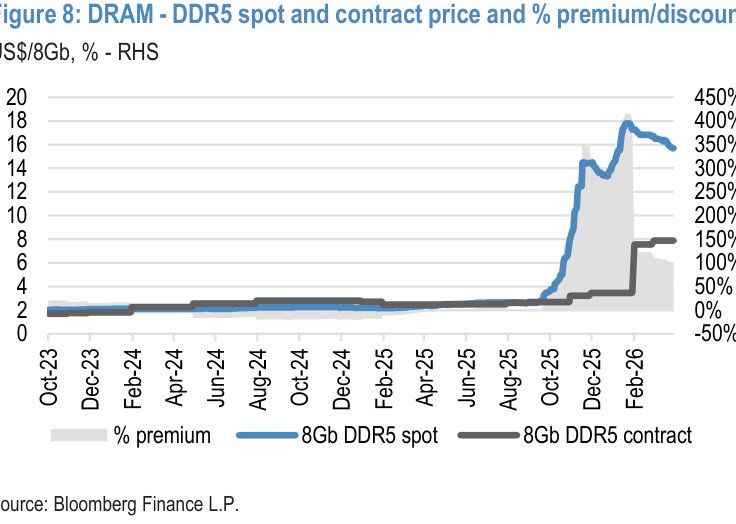 Figure 8: DRAM - DDR5 spot and contract price and % premium/discoun
US$/8Gb, % - RHS
20 450%
18 400%
16 350%
14 300%
12 250%
10 200%
8 150%
6 100%
4 50%
2 0%
0 -50%
Oct-23 Dec-23 Feb-24 Apr-24 Jun-24 Aug-24 Oct-24 Dec-24 Feb-25 Apr-25 Jun-25 Aug-25 Oct-25 Dec-25 Feb-26
% premium 8Gb DDR5 spot 8Gb DDR5 contract
ource: Bloomberg Finance L.P.